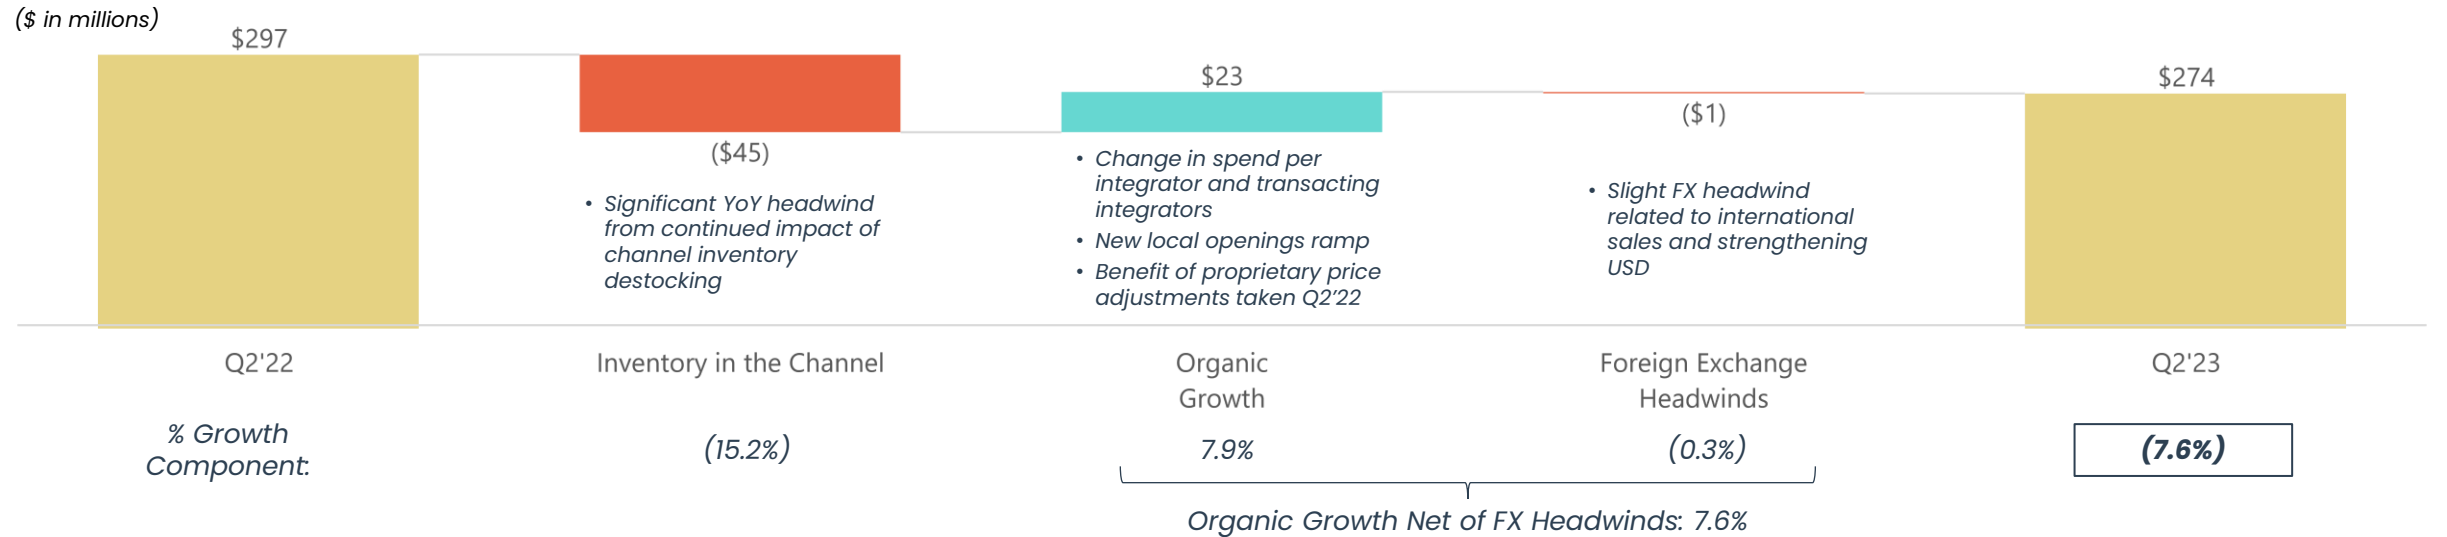 ($ in millions)
$297
($45)
• Significant YoY headwind
from continued impact of
channel inventory
destocking
$23
• Change in spend per
integrator and transacting
integrators
• New local openings ramp
• Benefit of proprietary price
adjustments taken Q2’22
($1)
• Slight FX headwind
related to international
sales and strengthening
USD
$274
Q2'22
Inventory in the Channel
Organic
Growth
Foreign Exchange
Headwinds
Q2'23
% Growth
Component:
(15.2%)
7.9%
(0.3%)
(7.6%)
Organic Growth Net of FX Headwinds: 7.6%